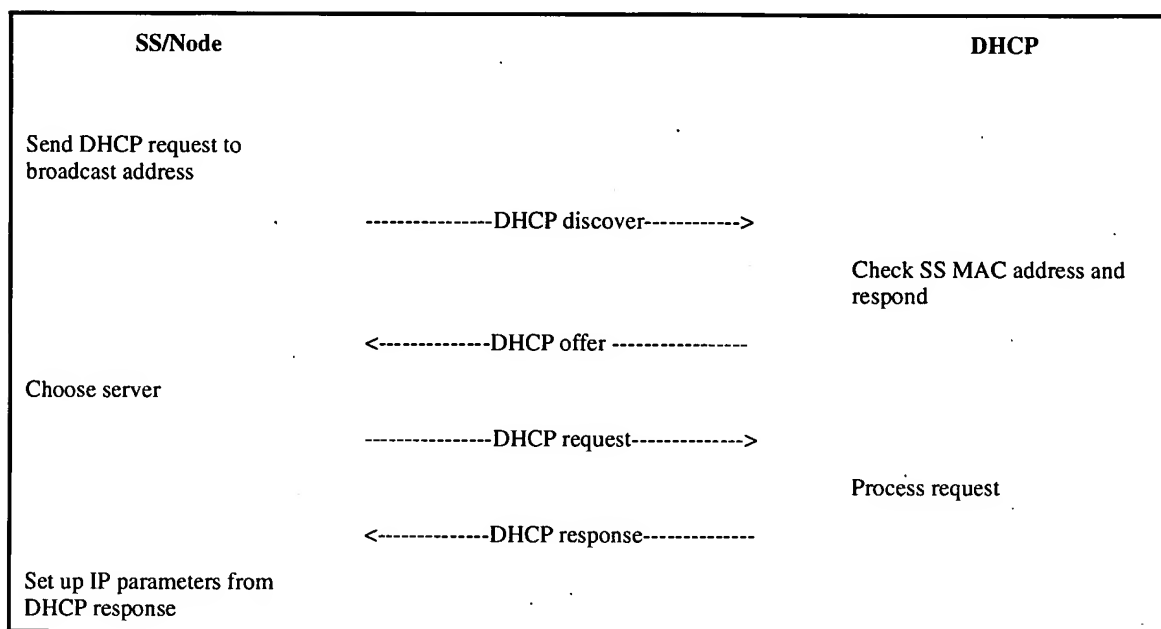 SS/Node DHCP
Send DHCP request to
broadcast address
----------------DHCP discover------------>
Check SS MAC address and
respond
<--------------DHCP offer -----------------
Choose server
----------------DHCP request-------------->
Process request
<--------------DHCP response--------------
Set up IP parameters from
DHCP response